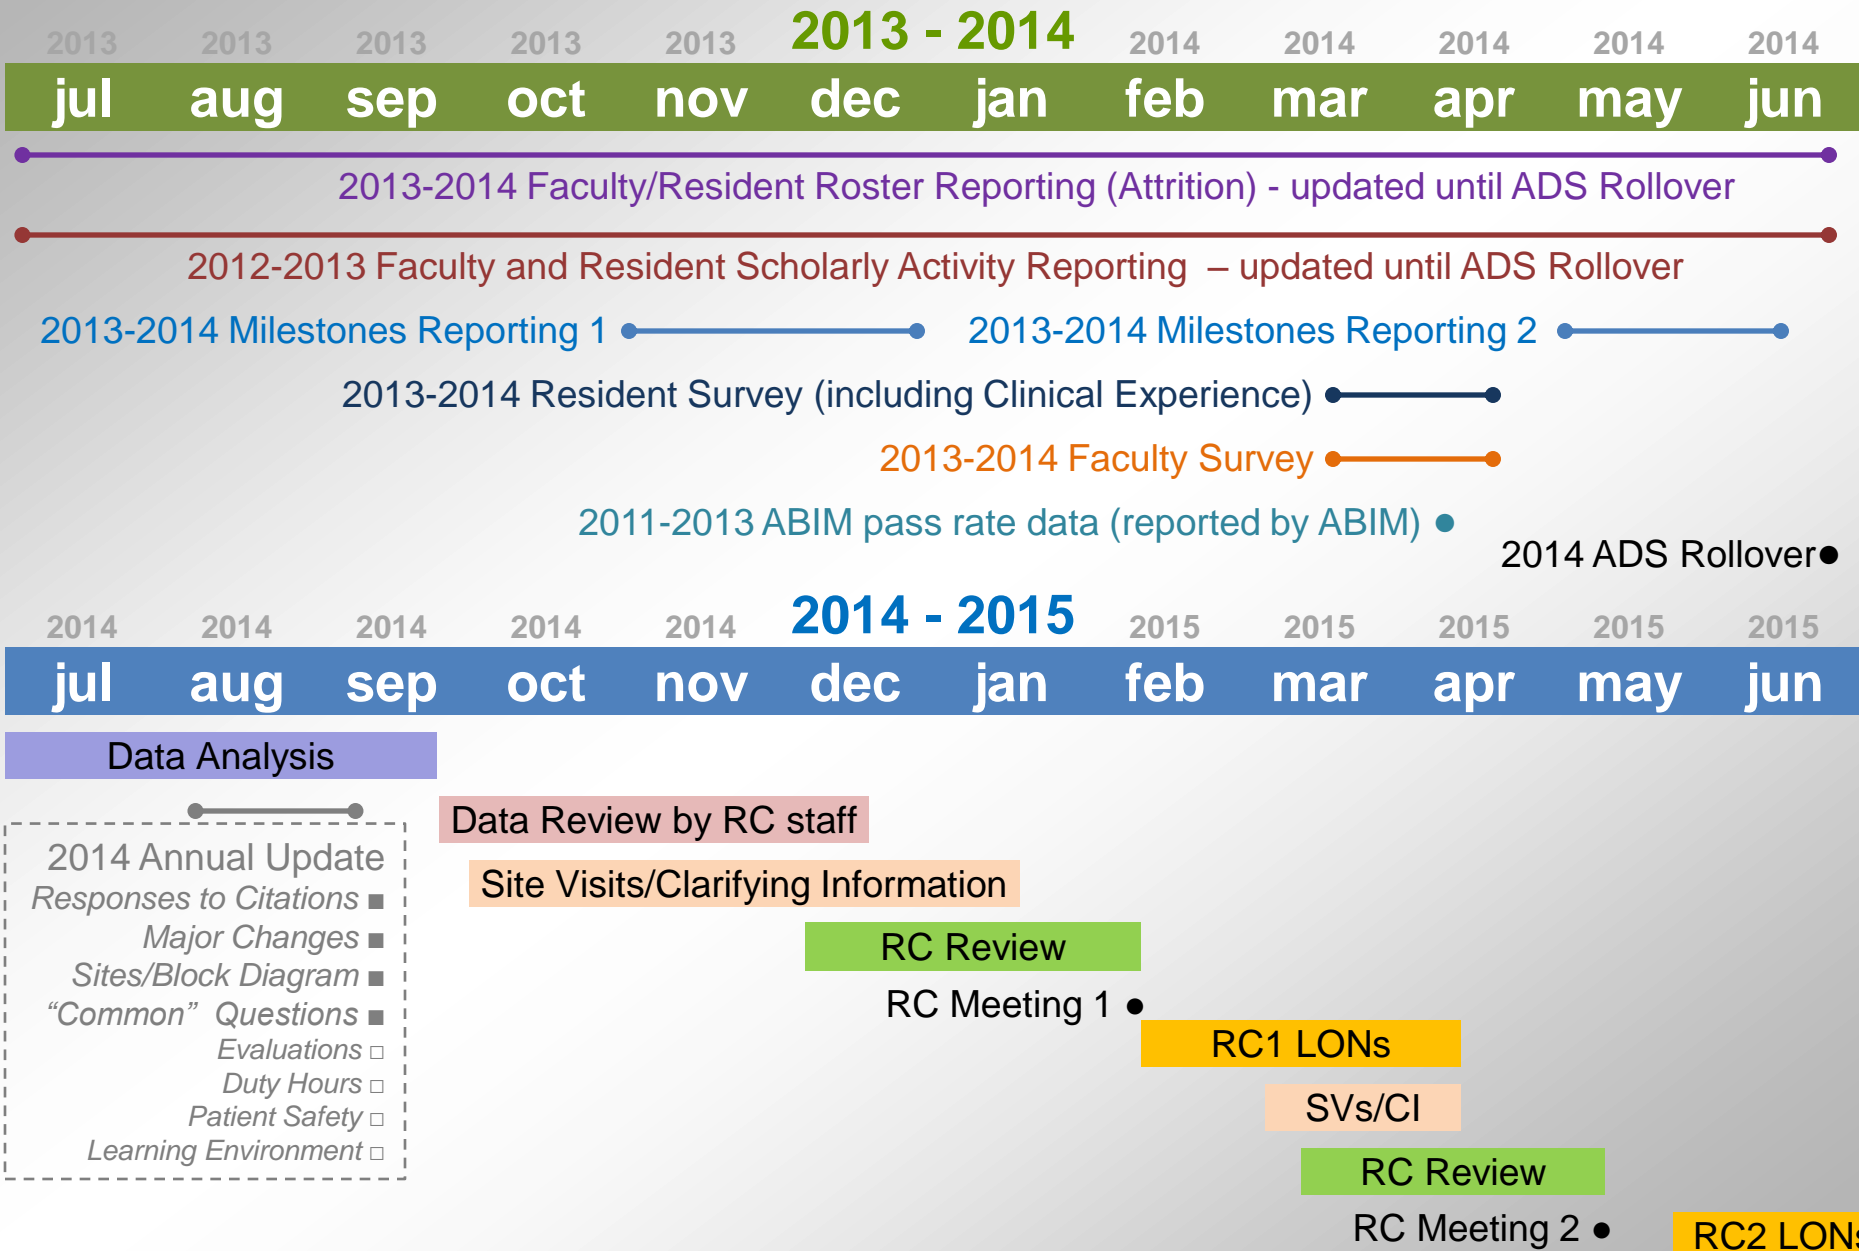 2013 2013 2013 2013 2013 2013 - 2014 2014 2014 2014 2014 2014
jul aug sep oct nov dec jan feb mar apr may jun
2013-2014 Faculty/Resident Roster Reporting (Attrition) - updated until ADS Rollover
2012-2013 Faculty and Resident Scholarly Activity Reporting – updated until ADS Rollover
2013-2014 Milestones Reporting 1 2013-2014 Milestones Reporting 2
2013-2014 Resident Survey (including Clinical Experience)
2013-2014 Faculty Survey
2011-2013 ABIM pass rate data (reported by ABIM)
2014 ADS Rollover
2014 2014 2014 2014 2014 2014 - 2015 2015 2015 2015 2015 2015
jul aug sep oct nov dec jan feb mar apr may jun
Data Analysis
2014 Annual Update
Responses to Citations
Major Changes
Sites/Block Diagram
“Common” Questions
Evaluations
Duty Hours
Patient Safety
Learning Environment
Data Review by RC staff
Site Visits/Clarifying Information
RC Review
RC Meeting 1
RC1 LONs
SVs/CI
RC Review
RC Meeting 2
RC2 LONs